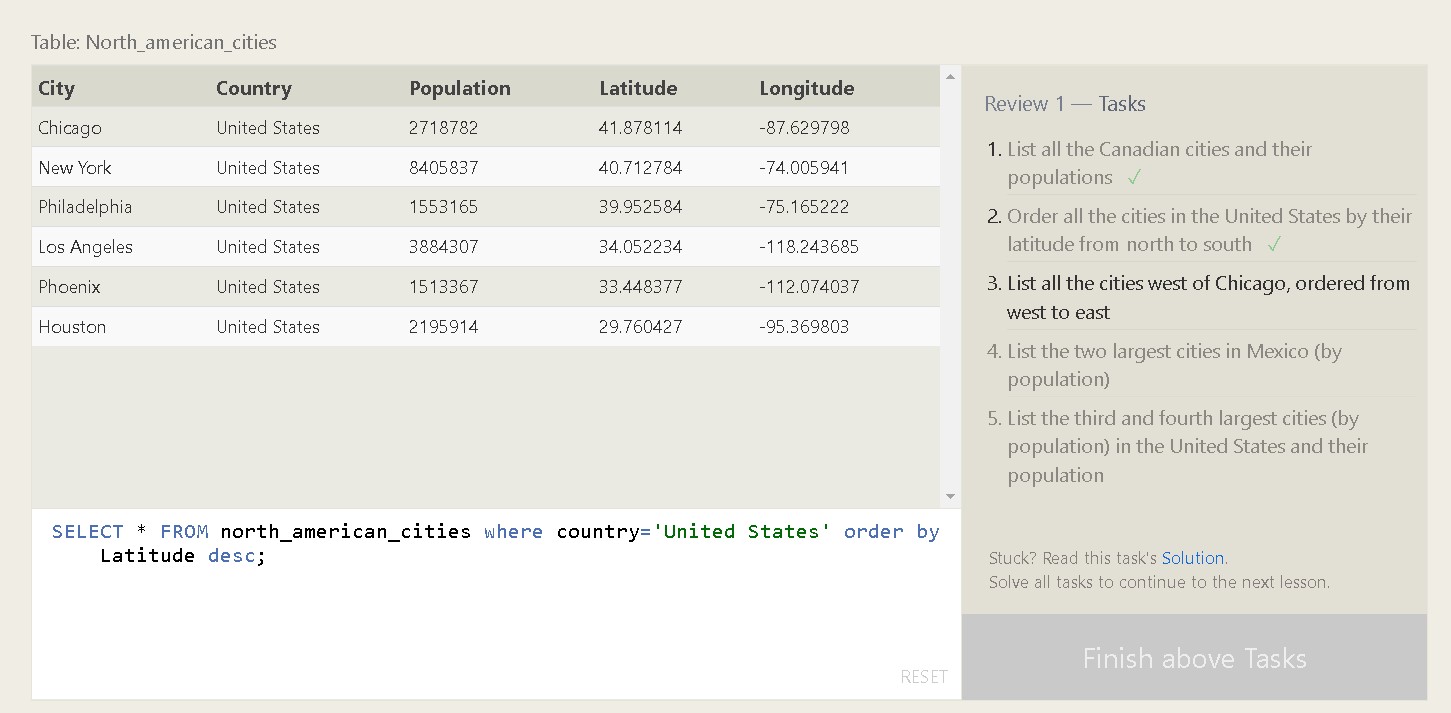 Table: North_american_cities
City Country Population Latitude Longitude
Chicago United States 2718782 41.878114 -87.629798
New York United States 8405837 40.712784 -74.005941
Philadelphia United States 1553165 39.952584 -75.165222
Los Angeles United States 3884307 34.052234 -118.243685
Phoenix United States 1513367 33.448377 -112.074037
Houston United States 2195914 29.760427 -95.369803
SELECT * FROM north_american_cities where country='United States' order by
Latitude desc;
RESET
Review 1 — Tasks
1. List all the Canadian cities and their
populations ✓
2. Order all the cities in the United States by their
latitude from north to south ✓
3. List all the cities west of Chicago, ordered from
west to east
4. List the two largest cities in Mexico (by
population)
5. List the third and fourth largest cities (by
population) in the United States and their
population
Stuck? Read this task's Solution.
Solve all tasks to continue to the next lesson.
Finish above Tasks